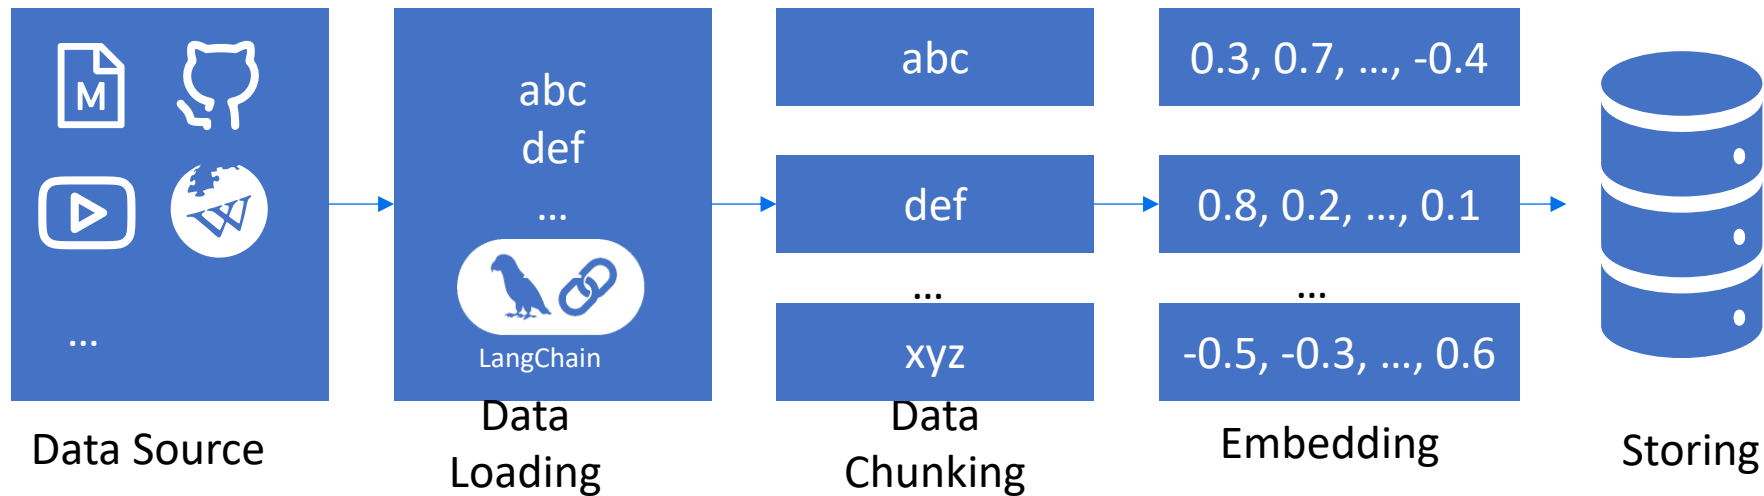 M
W
...
Data Source
abc
def
...
LangChain
Data
Loading
abc
def
...
xyz
Data
Chunking
0.3, 0.7, ..., -0.4
0.8, 0.2, ..., 0.1
...
-0.5, -0.3, ..., 0.6
Embedding
Storing